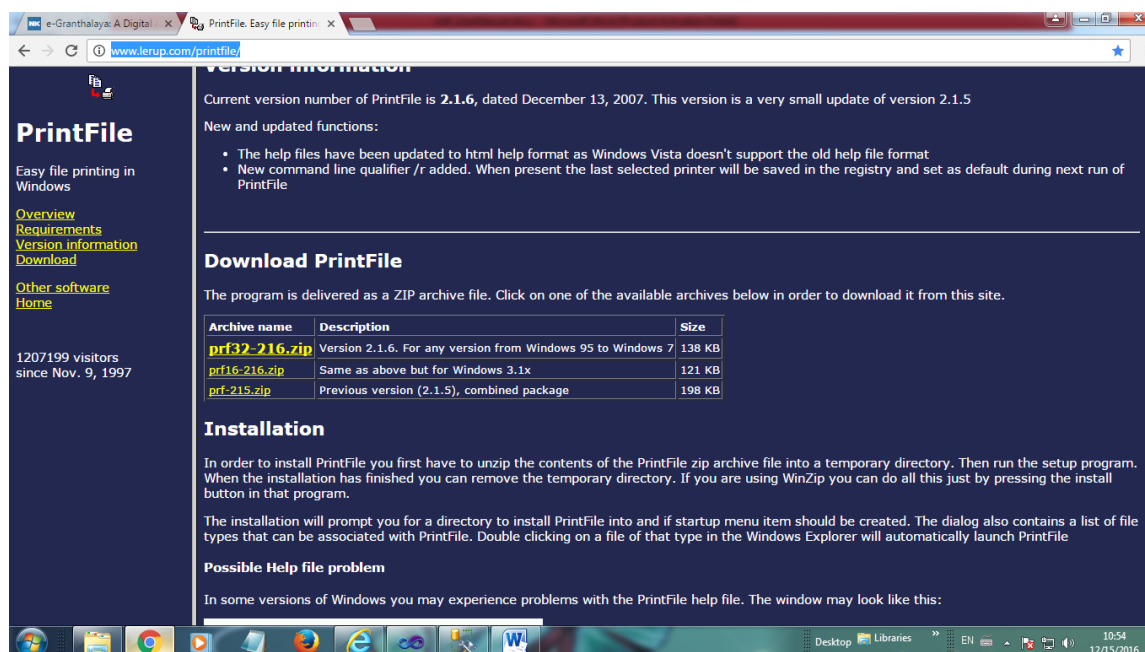 e-Granthalaya: A Digital
PrintFile. Easy file printin
www.lerup.com/printfile/
PrintFile
Easy file printing in
Windows
Overview
Requirements
Version information
Download
Other software
Home
1207199 visitors
since Nov. 9, 1997
Version information
Current version number of PrintFile is 2.1.6, dated December 13, 2007. This version is a very small update of version 2.1.5
New and updated functions:
• The help files have been updated to html help format as Windows Vista doesn't support the old help file format
• New command line qualifier /r added. When present the last selected printer will be saved in the registry and set as default during next run of
PrintFile
Download PrintFile
The program is delivered as a ZIP archive file. Click on one of the available archives below in order to download it from this site.
Archive name Description Size
prf32-216.zip Version 2.1.6. For any version from Windows 95 to Windows 7 138 KB
prf16-216.zip Same as above but for Windows 3.1x 121 KB
prf-215.zip Previous version (2.1.5), combined package 198 KB
Installation
In order to install PrintFile you first have to unzip the contents of the PrintFile zip archive file into a temporary directory. Then run the setup program.
When the installation has finished you can remove the temporary directory. If you are using WinZip you can do all this just by pressing the install
button in that program.
The installation will prompt you for a directory to install PrintFile into and if startup menu item should be created. The dialog also contains a list of file
types that can be associated with PrintFile. Double clicking on a file of that type in the Windows Explorer will automatically launch PrintFile
Possible Help file problem
In some versions of Windows you may experience problems with the PrintFile help file. The window may look like this:
Desktop Libraries » EN 10:54
12/15/2016